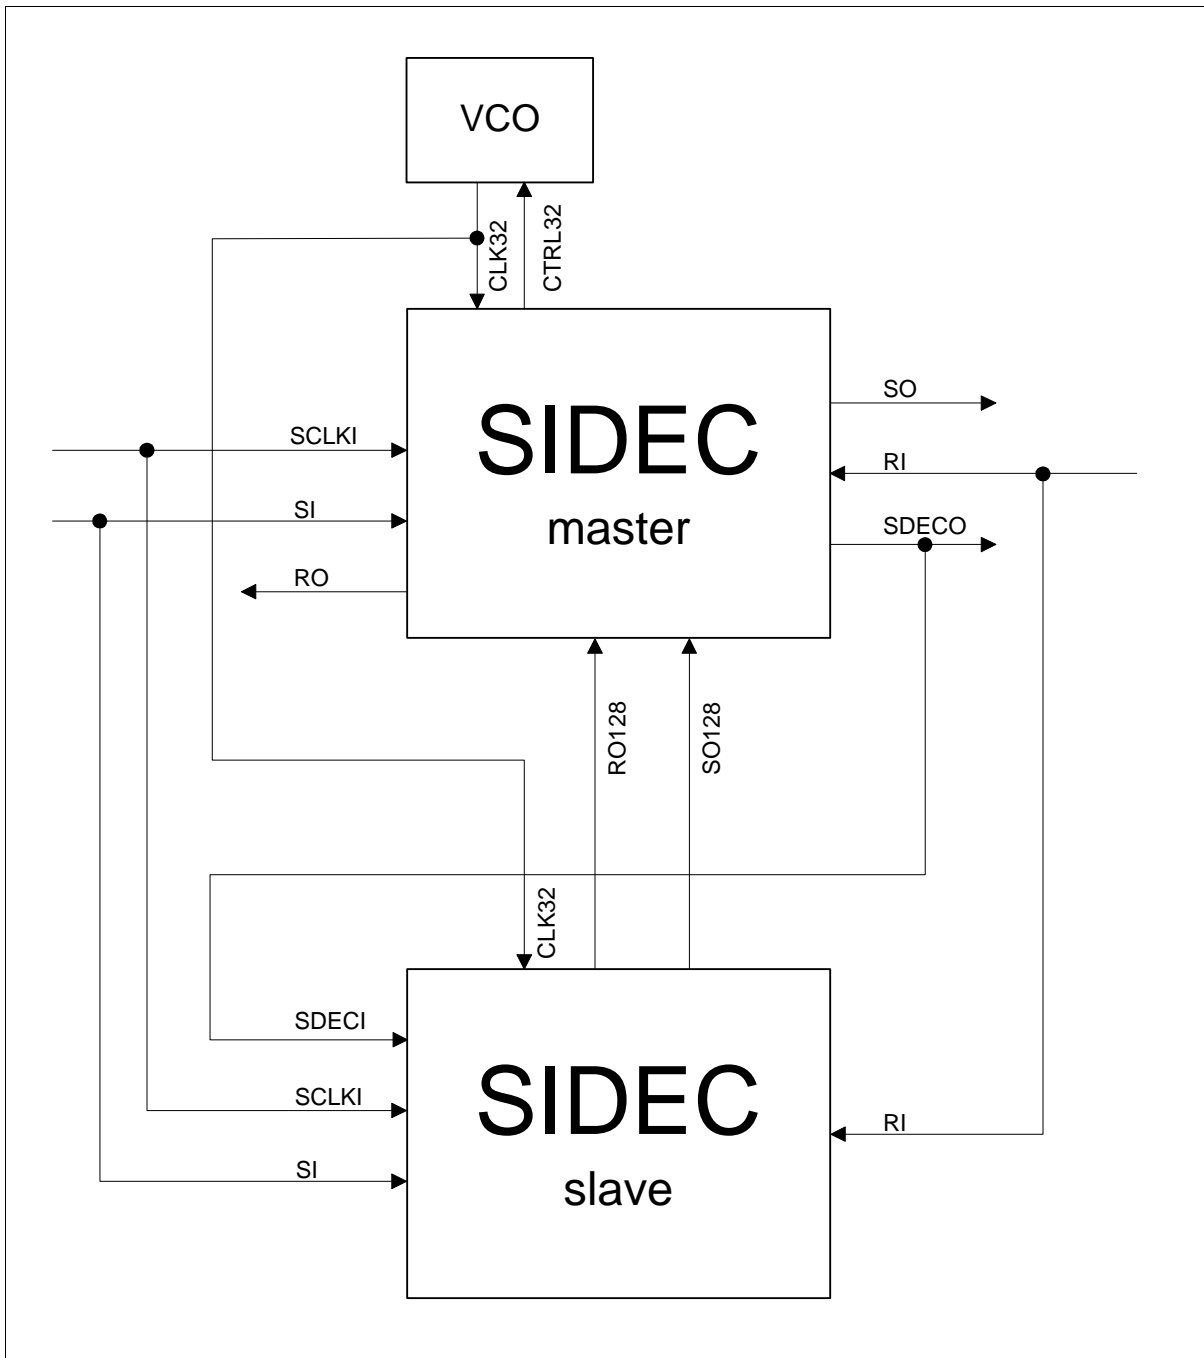 VCO
CLK32
CTRL32
SO
SCLKI
SIDEC
RI
SI
master
SDECO
RO
RO128
SO128
CLK32
SDECI
SCLKI
SIDEC
RI
SI
slave